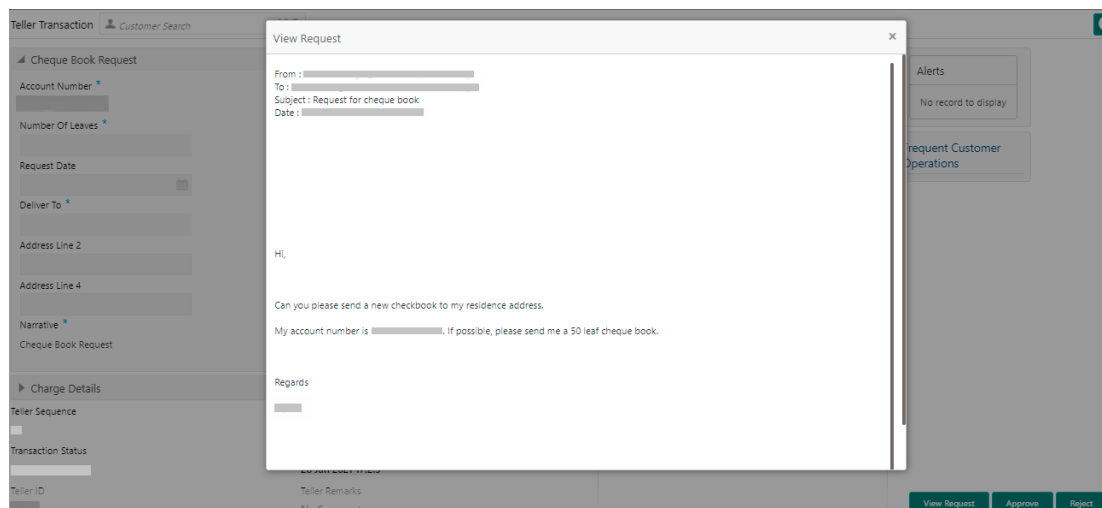 Teller Transaction
Customer Search
Cheque Book Request
Account Number *
Number Of Leaves *
Request Date
Deliver To *
Address Line 2
Address Line 4
Narrative *
Cheque Book Request
Charge Details
Teller Sequence
Transaction Status
Teller ID
Teller Remarks
View Request
×
From :
To :
Subject : Request for cheque book
Date :
Hi,
Can you please send a new checkbook to my residence address.
My account number is . If possible, please send me a 50 leaf cheque book.
Regards
Alerts
No record to display
Frequent Customer
Operations
View Request
Approve
Reject